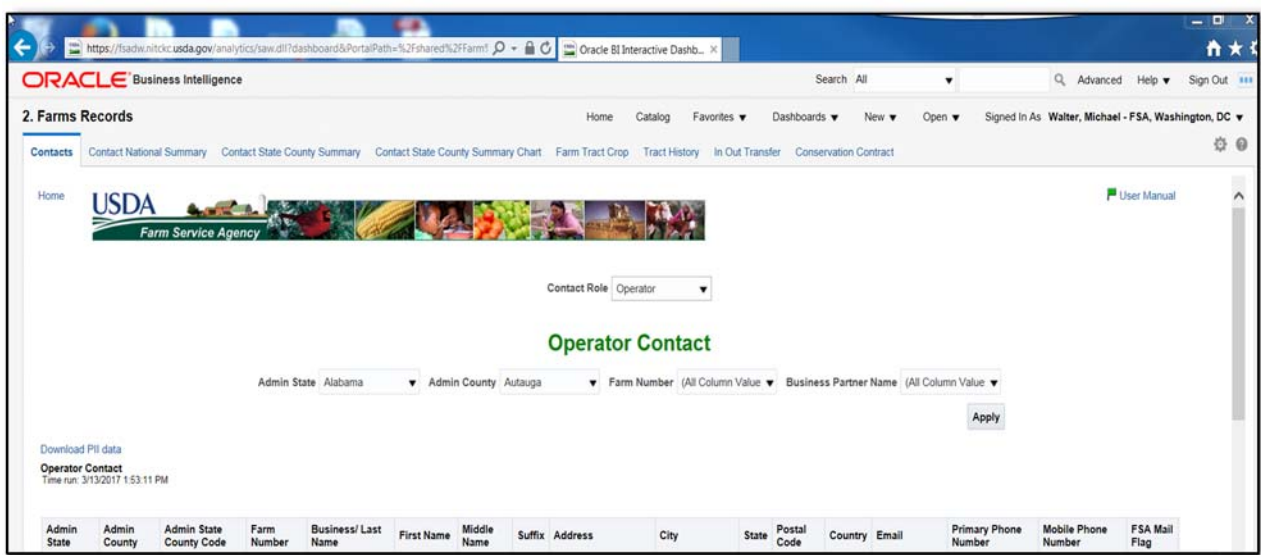 https://fsadw.nitckc.usda.gov/analytics/saw.dll?dashboard&PortalPath=%2Fshared%2FFarm! Oracle BI Interactive Dashb... ×
ORACLE Business Intelligence Search All Advanced Help Sign Out
2. Farms Records Home Catalog Favorites Dashboards New Open Signed In As Walter, Michael - FSA, Washington, DC
Contacts Contact National Summary Contact State County Summary Contact State County Summary Chart Farm Tract Crop Tract History In Out Transfer Conservation Contract
Home USDA User Manual
Farm Service Agency
Contact Role Operator
Operator Contact
Admin State Alabama Admin County Autauga Farm Number (All Column Value Business Partner Name (All Column Value
Apply
Download PII data
Operator Contact
Time run: 3/13/2017 1:53:11 PM
Admin State Admin County Admin State County Code Farm Number Business/ Last Name First Name Middle Name Suffix Address City State Postal Code Country Email Primary Phone Number Mobile Phone Number FSA Mail Flag